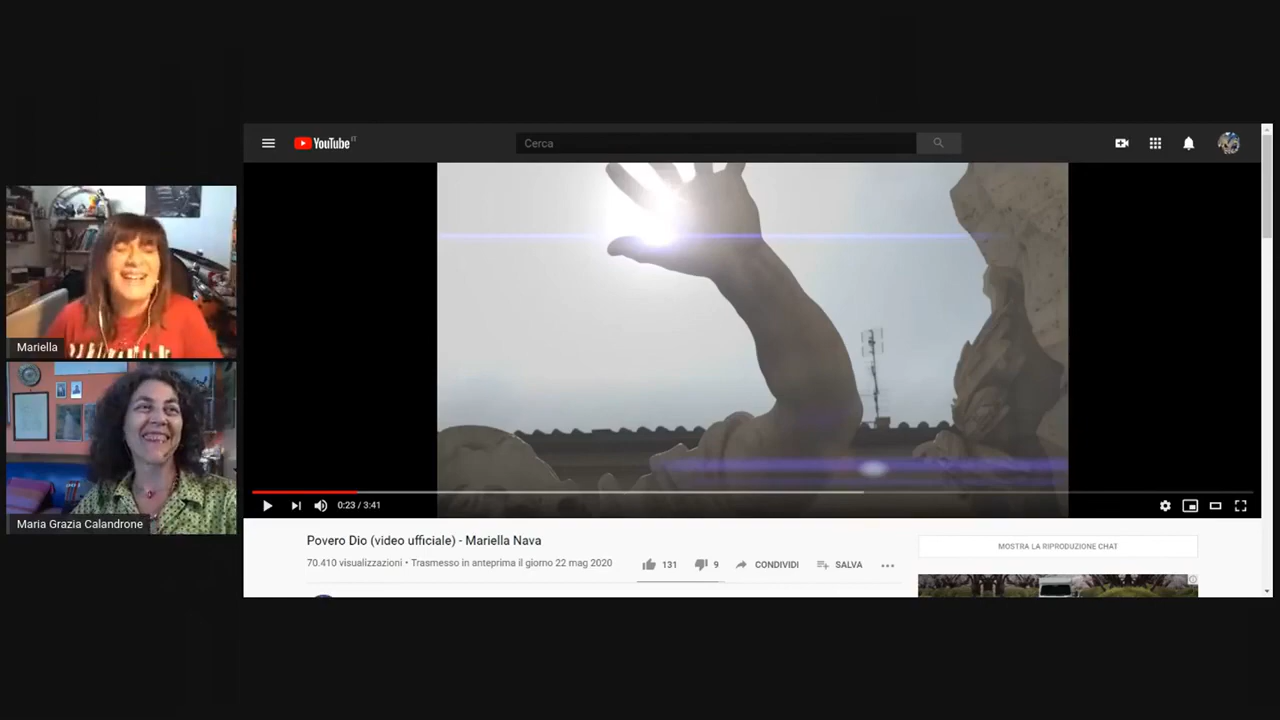 YouTube IT
Cerca
Mariella
Maria Grazia Calandrone
0:23 / 3:41
Povero Dio (video ufficiale) - Mariella Nava
70.410 visualizzazioni • Trasmesso in anteprima il giorno 22 mag 2020
131
9
CONDIVIDI
SALVA
MOSTRA LA RIPRODUZIONE CHAT